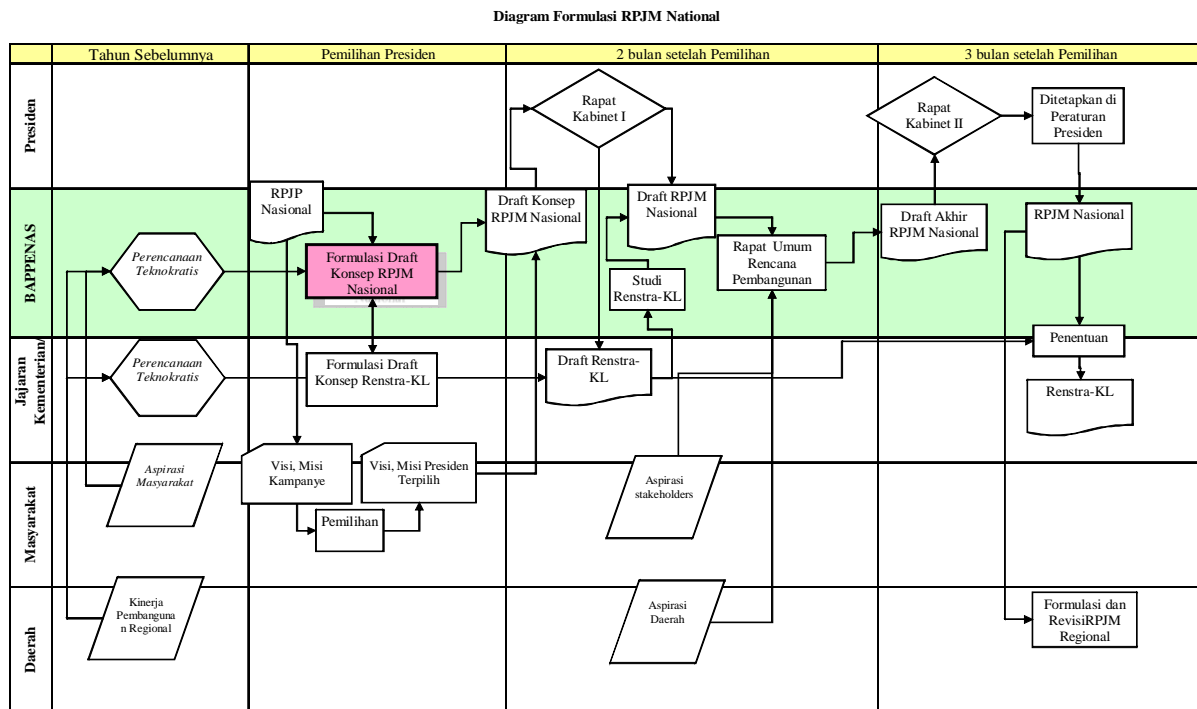 Diagram Formulasi RPJM National
Tahun Sebelumnya
Pemilihan Presiden
2 bulan setelah Pemilihan
3 bulan setelah Pemilihan
Presiden
Rapat
Kabinet I
Rapat
Kabinet II
Ditetapkan di
Peraturan
Presiden
BAPPENAS
Perencanaan
Teknokratis
RPJP
Nasional
Formulasi Draft
Konsep RPJM
Nasional
Draft Konsep
RPJM Nasional
Draft RPJM
Nasional
Studi
Renstra-KL
Rapat Umum
Rencana
Pembangunan
Draft Akhir
RPJM Nasional
RPJM Nasional
Jajaran
Kementerian/
Perencanaan
Teknokratis
Formulasi Draft
Konsep Renstra-KL
Draft Renstra-
KL
Penentuan
Renstra-KL
Masyarakat
Aspirasi
Masyarakat
Visi, Misi
Kampanye
Visi, Misi Presiden
Terpilih
Pemilihan
Aspirasi
stakeholders
Daerah
Kinerja
Pembanguna
n Regional
Aspirasi
Daerah
Formulasi dan
RevisiRPJM
Regional